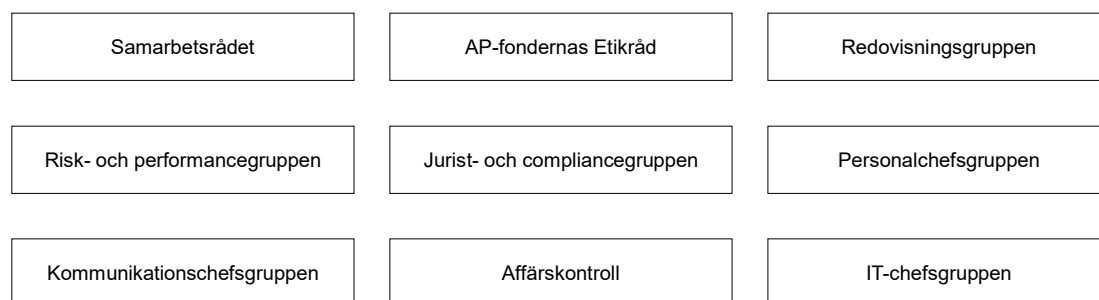 Samarbetsrådet
AP-fondernas Etikråd
Redovisningsgruppen
Risk- och performancegruppen
Jurist- och compliancegruppen
Personalchefsgruppen
Kommunikationschefsgruppen
Affärskontroll
IT-chefsgruppen